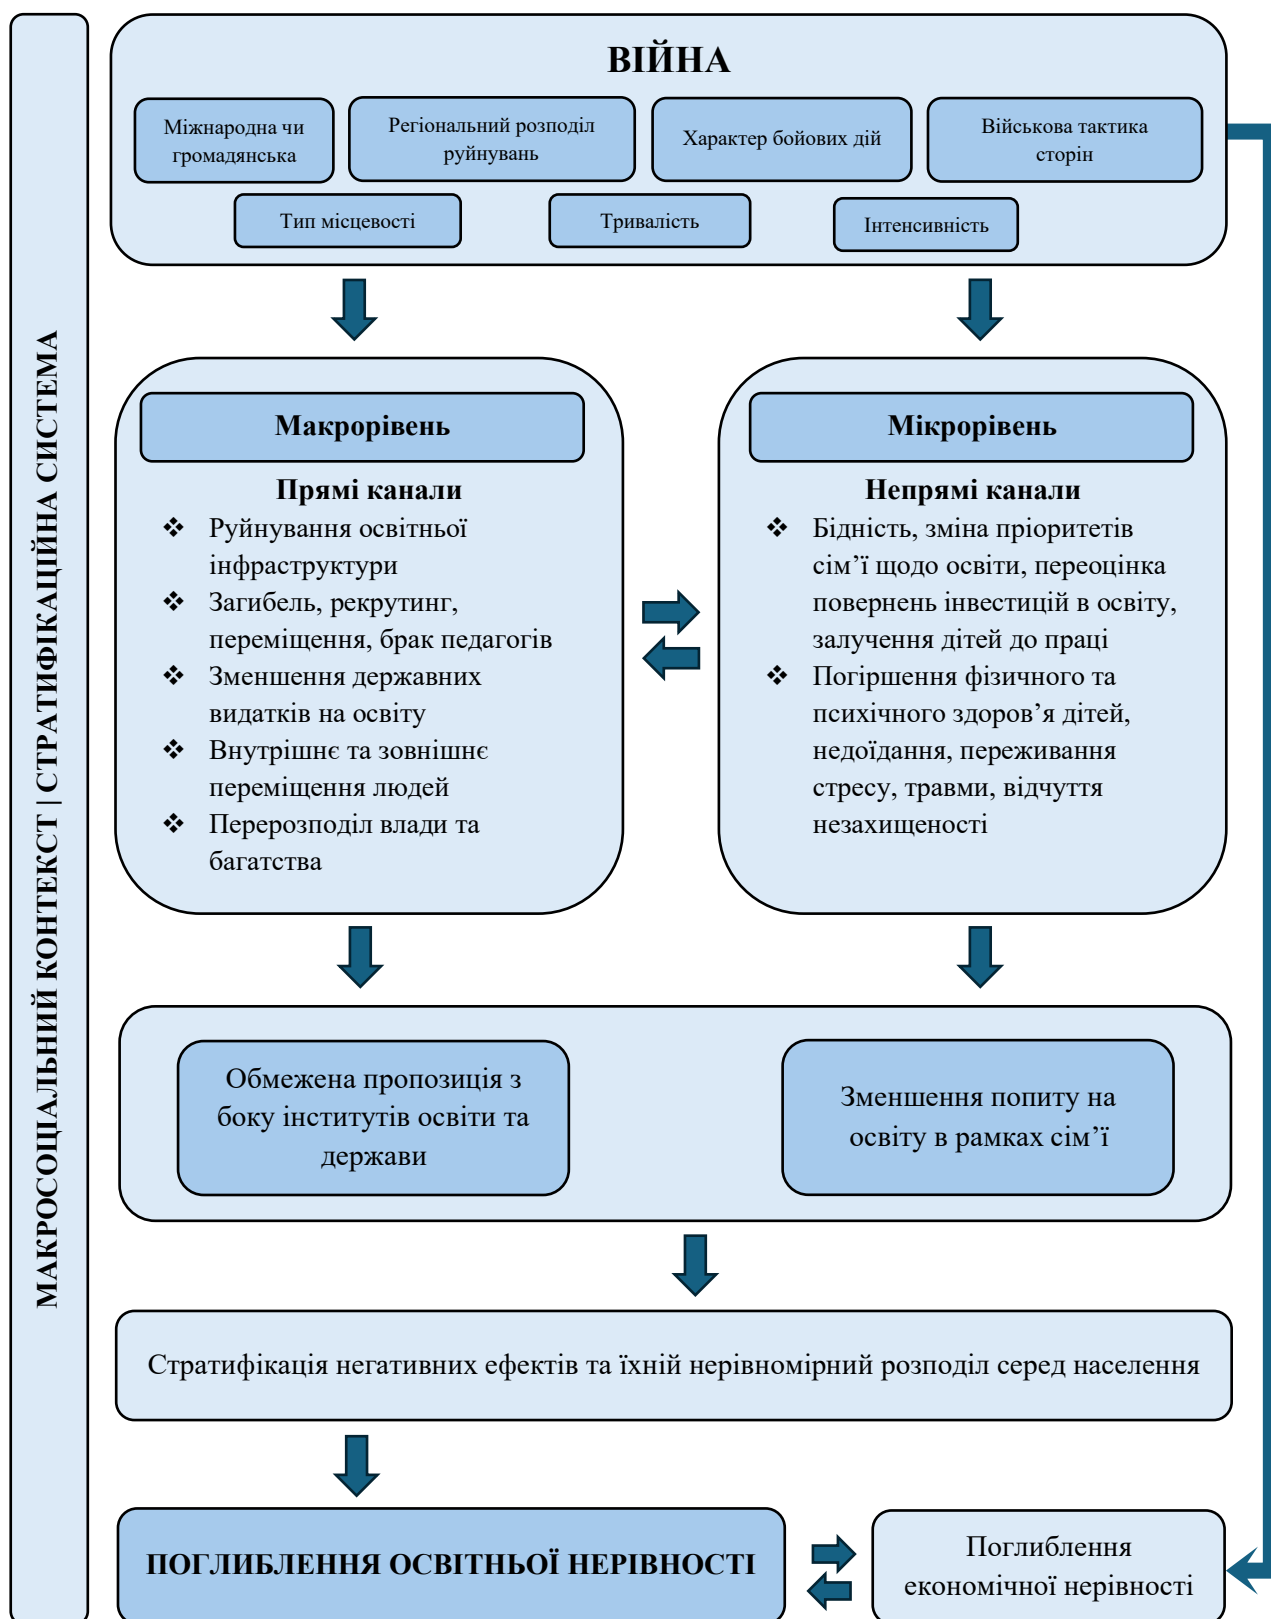 МАКРОСОЦІАЛЬНИЙ КОНТЕКСТ | СТРАТИФІКАЦІЙНА СИСТЕМА
ВІЙНА
Міжнародна чи
громадянська
Регіональний розподіл
руйнувань
Характер бойових дій
Військова тактика
сторін
Тип місцевості
Тривалість
Інтенсивність
Макрорівень
Прямі канали
❖ Руйнування освітньої
інфраструктури
❖ Загибель, рекрутинг,
переміщення, брак педагогів
❖ Зменшення державних
видатків на освіту
❖ Внутрішнє та зовнішнє
переміщення людей
❖ Перерозподіл влади та
багатства
Мікрорівень
Непрямі канали
❖ Бідність, зміна пріоритетів
сім’ї щодо освіти, переоцінка
повернень інвестицій в освіту,
залучення дітей до праці
❖ Погіршення фізичного та
психічного здоров’я дітей,
недоїдання, переживання
стресу, травми, відчуття
незахищеності
Обмежена пропозиція з
боку інститутів освіти та
держави
Зменшення попиту на
освіту в рамках сім’ї
Стратифікація негативних ефектів та їхній нерівномірний розподіл серед населення
ПОГЛИБЛЕННЯ ОСВІТНЬОЇ НЕРІВНОСТІ
Поглиблення
економічної нерівності